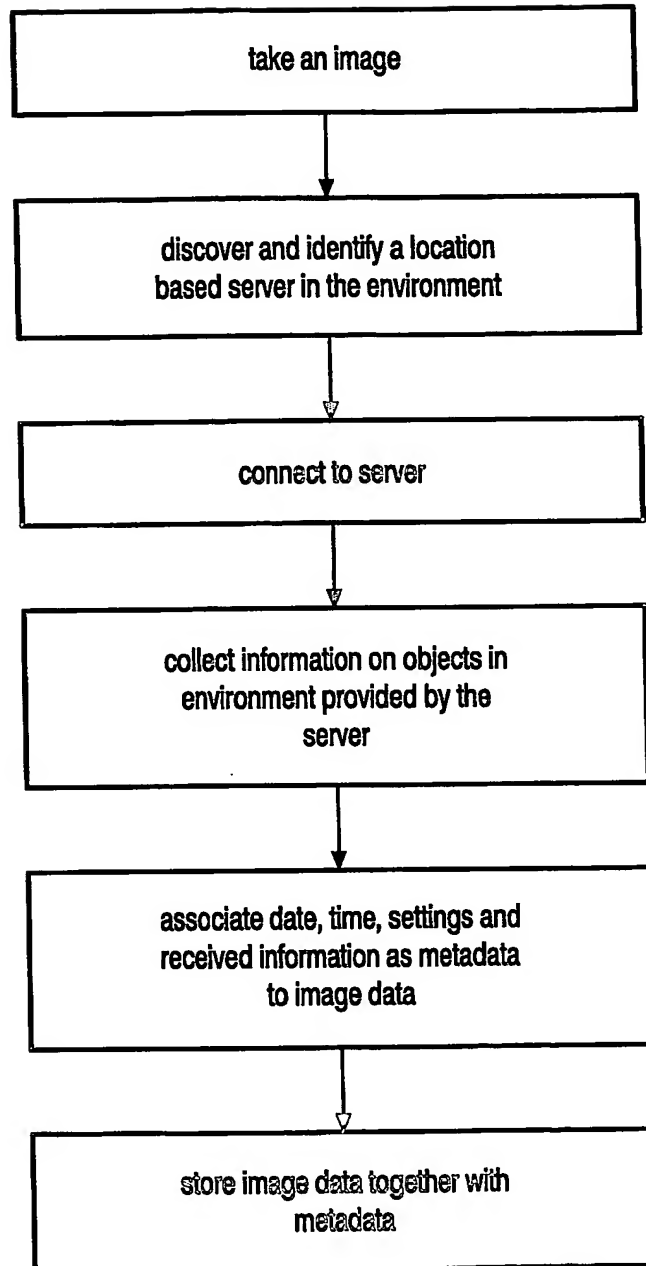 take an image
discover and identify a location
based server in the environment
connect to server
collect information on objects in
environment provided by the
server
associate date, time, settings and
received information as metadata
to image data
store image data together with
metadata